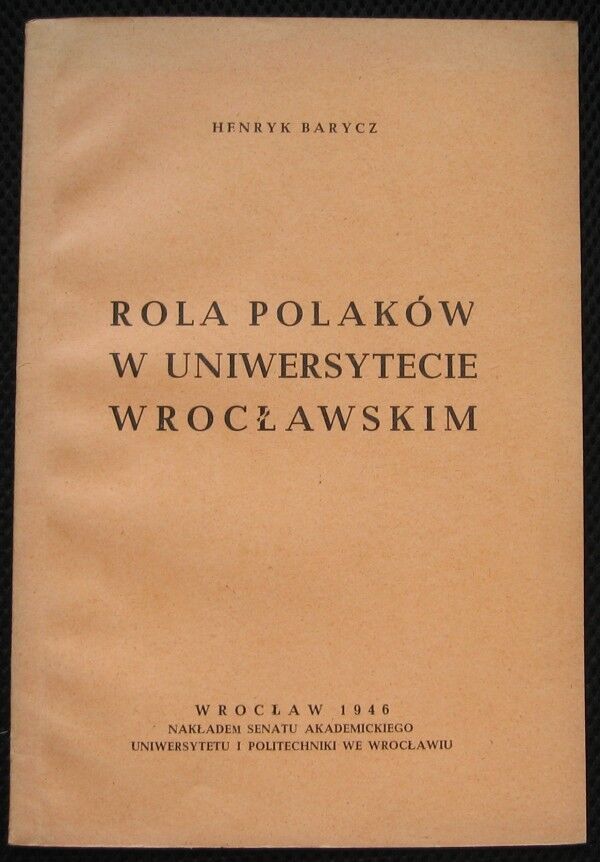 HENRYK BARYCZ
ROLA POLAKÓW
W UNIWERSYTECIE
WROCŁAWSKIM
WROCŁAW 1946
NAKŁADEM SENATU AKADEMICKIEGO
UNIWERSYTETU I POLITECHNIKI WE WROCŁAWIU